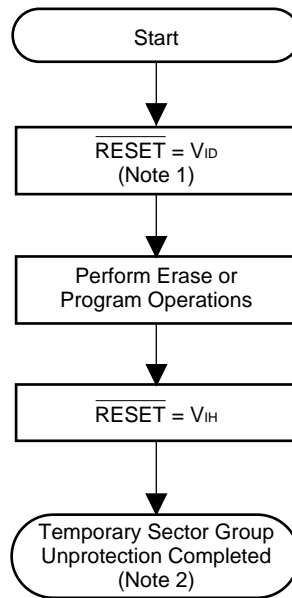 Start
RESET = VID
(Note 1)
Perform Erase or
Program Operations
RESET = VIH
Temporary Sector Group
Unprotection Completed
(Note 2)